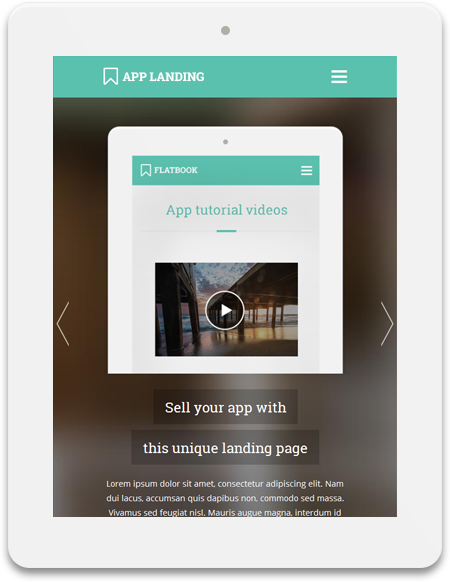 APP LANDING
FLATBOOK
App tutorial videos
Sell your app with
this unique landing page
Lorem ipsum dolor sit amet, consectetur adipiscing elit. Nam
dui lacus, accumsan quis dapibus non, commodo sed massa.
Vivamus sed feugiat nisl. Mauris augue magna, interdum id